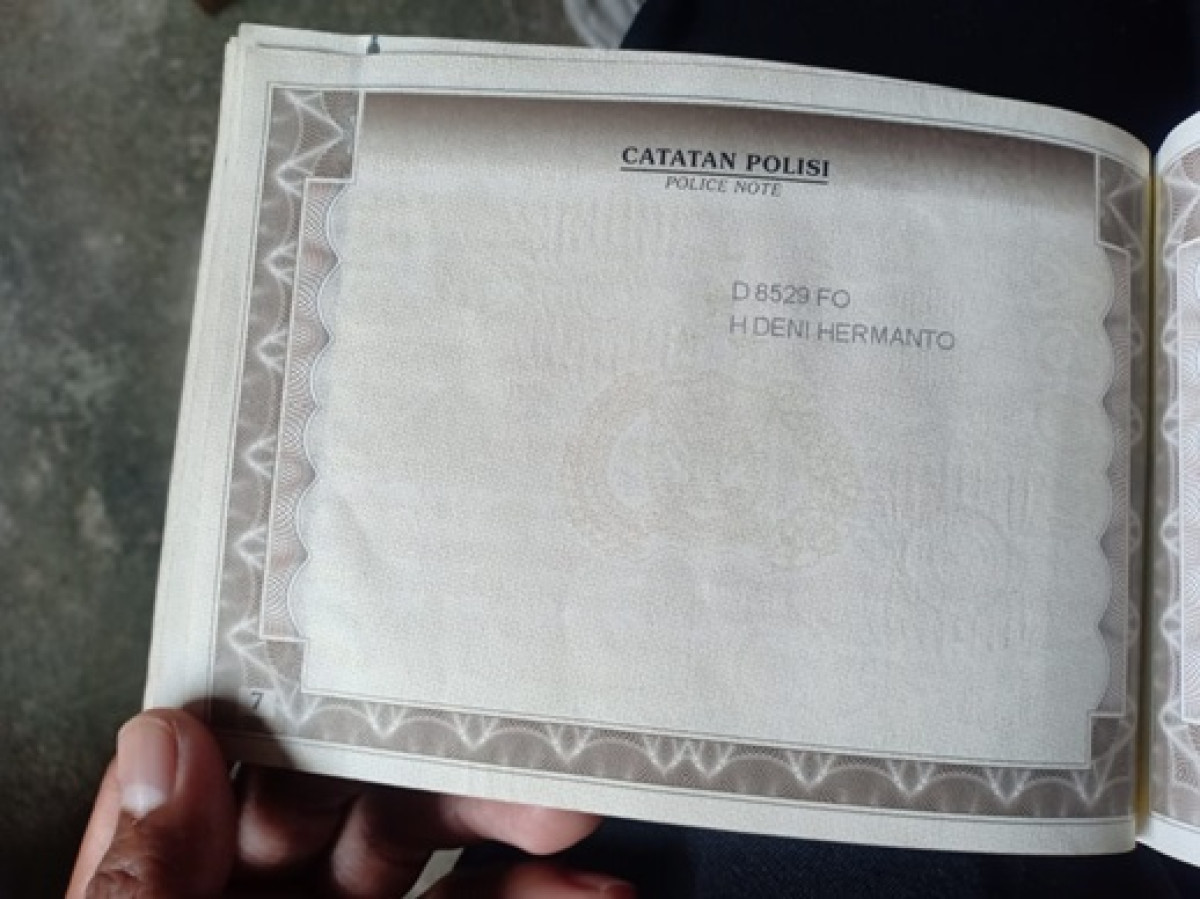 CATATAN POLISI
POLICE NOTE
D 8529 FO
H DENI HERMANTO
7